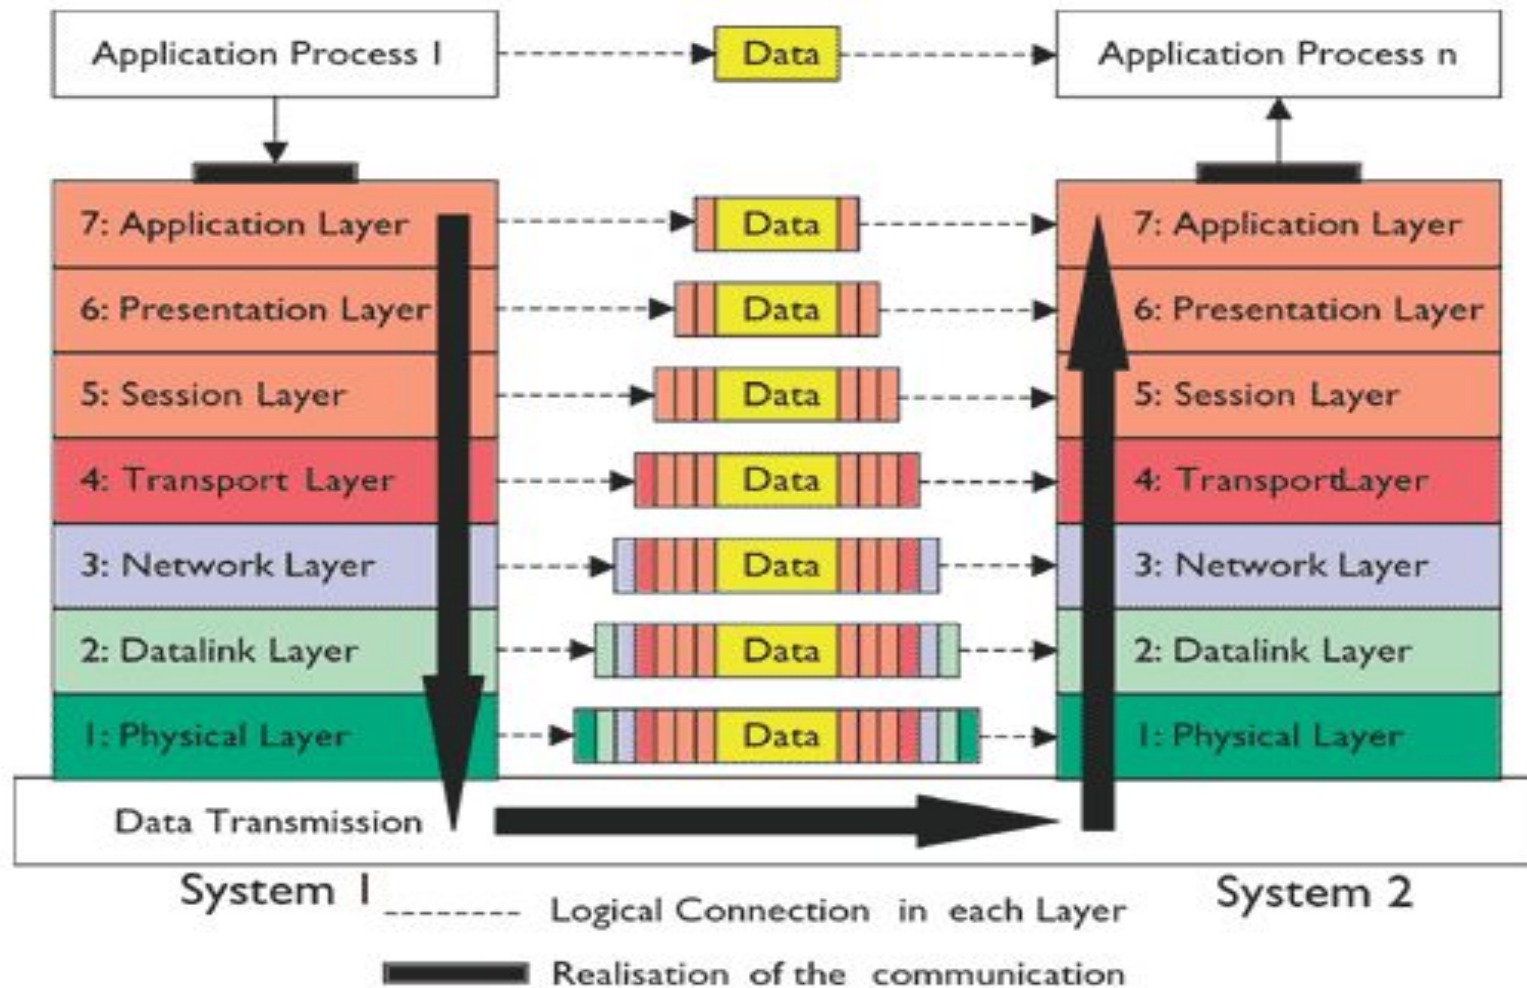 Application Process 1 Data Application Process n
7: Application Layer Data 7: Application Layer
6: Presentation Layer Data 6: Presentation Layer
5: Session Layer Data 5: Session Layer
4: Transport Layer Data 4: TransportLayer
3: Network Layer Data 3: Network Layer
2: Datalink Layer Data 2: Datalink Layer
1: Physical Layer Data 1: Physical Layer
Data Transmission
System 1 System 2
Logical Connection in each Layer
Realisation of the communication